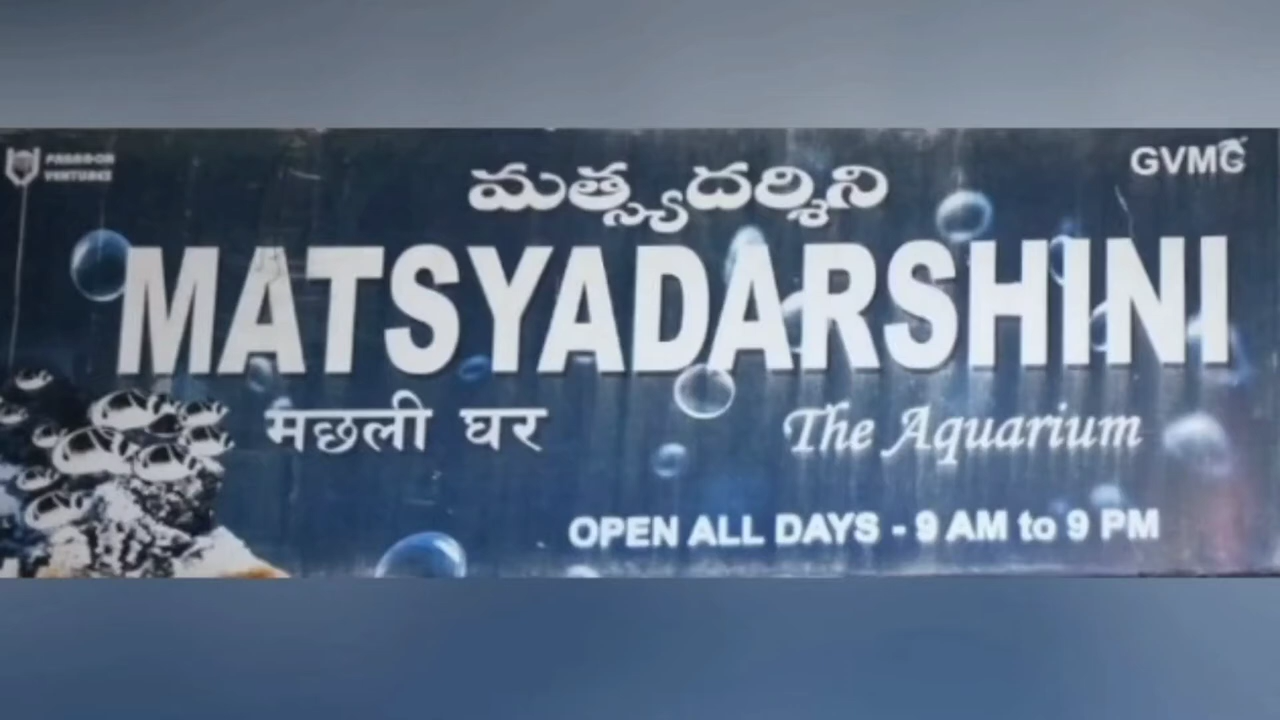 మత్స్యదర్శిని
GVMC
MATSYADARSHINI
मछली घर
The Aquarium
OPEN ALL DAYS - 9 AM to 9 PM